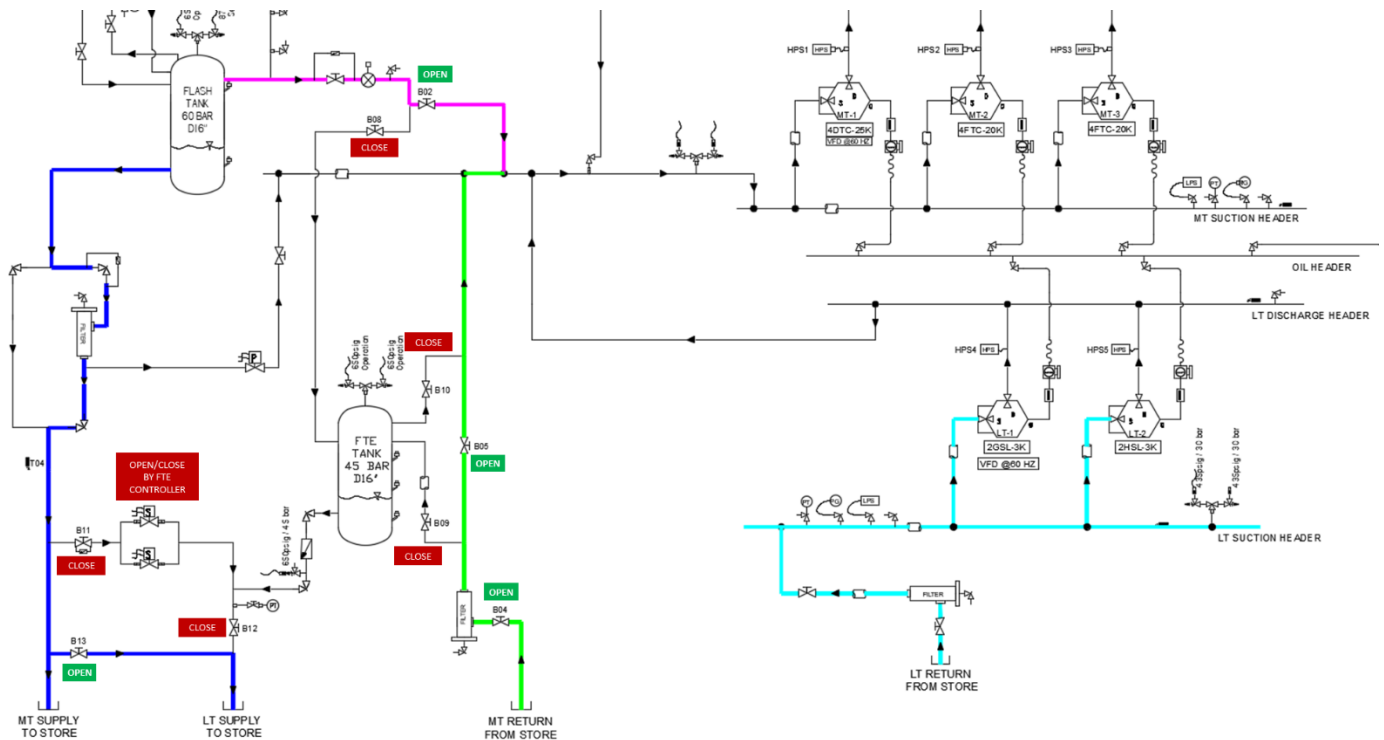 650psig
Op
OPEN
B02
FLASH
TANK
60 BAR
D16"
B08
CLOSE
HPS1
HPS
HPS2
HPS
HPS3
HPS
MT-1
MT-2
MT-3
4DTC-25K
4FTC-20K
4FTC-20K
VFD @60 HZ
LPS
PT
MT SUCTION HEADER
OIL HEADER
LT DISCHARGE HEADER
FILTER
P
650psig
Operation
650psig
Operation
CLOSE
B10
HPS4
HPS
HPS5
HPS
FTE
TANK
45 BAR
D16"
B05
OPEN
LT-1
LT-2
2GSL-3K
2HSL-3K
VFD @60 HZ
435psig / 30 bar
435psig / 30 bar
T04
OPEN/CLOSE
BY FTE
CONTROLLER
S
S
B11
CLOSE
650psig / 45 bar
B09
CLOSE
PT
LPS
LT SUCTION HEADER
PT
CLOSE
B12
OPEN
B04
FILTER
FILTER
B13
OPEN
LT RETURN
FROM STORE
MT SUPPLY
TO STORE
LT SUPPLY
TO STORE
MT RETURN
FROM STORE